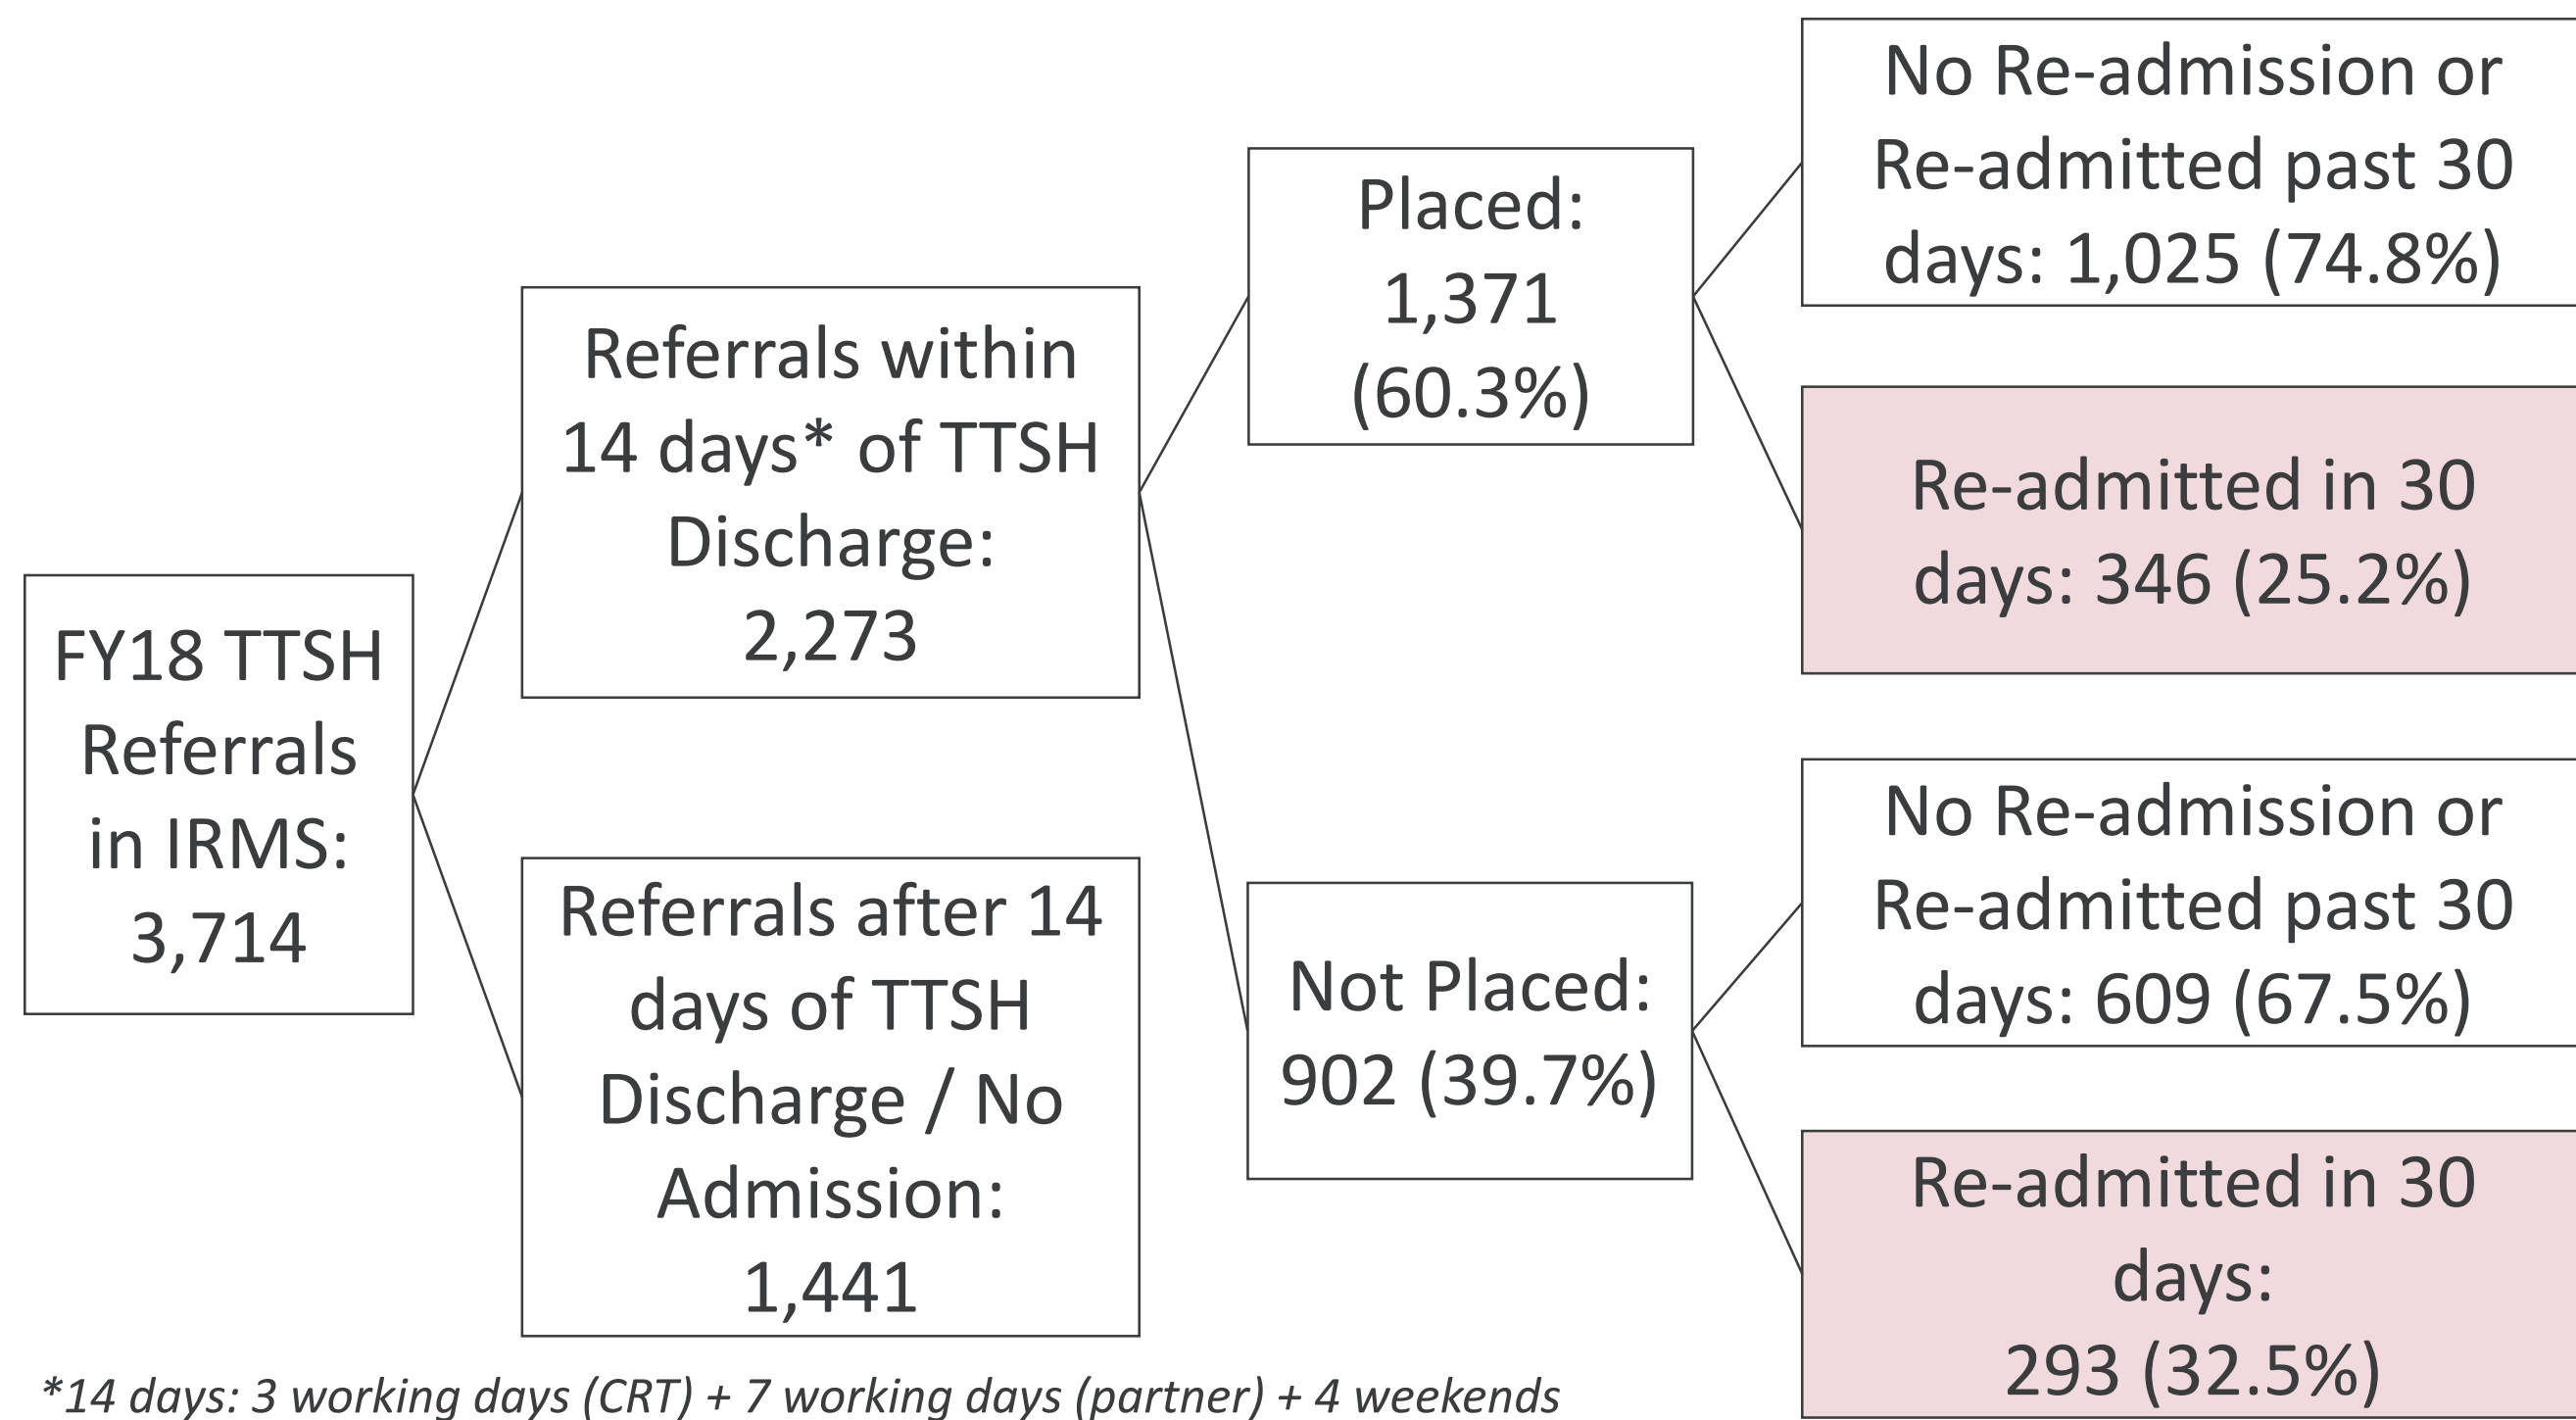 FY18 TTSH
Referrals
in IRMS:
3,714
Referrals within
14 days* of TTSH
Discharge:
2,273
Referrals after 14
days of TTSH
Discharge / No
Admission:
1,441
Placed:
1,371
(60.3%)
Not Placed:
902 (39.7%)
No Re-admission or
Re-admitted past 30
days: 1,025 (74.8%)
Re-admitted in 30
days: 346 (25.2%)
No Re-admission or
Re-admitted past 30
days: 609 (67.5%)
Re-admitted in 30
days:
293 (32.5%)
*14 days: 3 working days (CRT) + 7 working days (partner) + 4 weekends